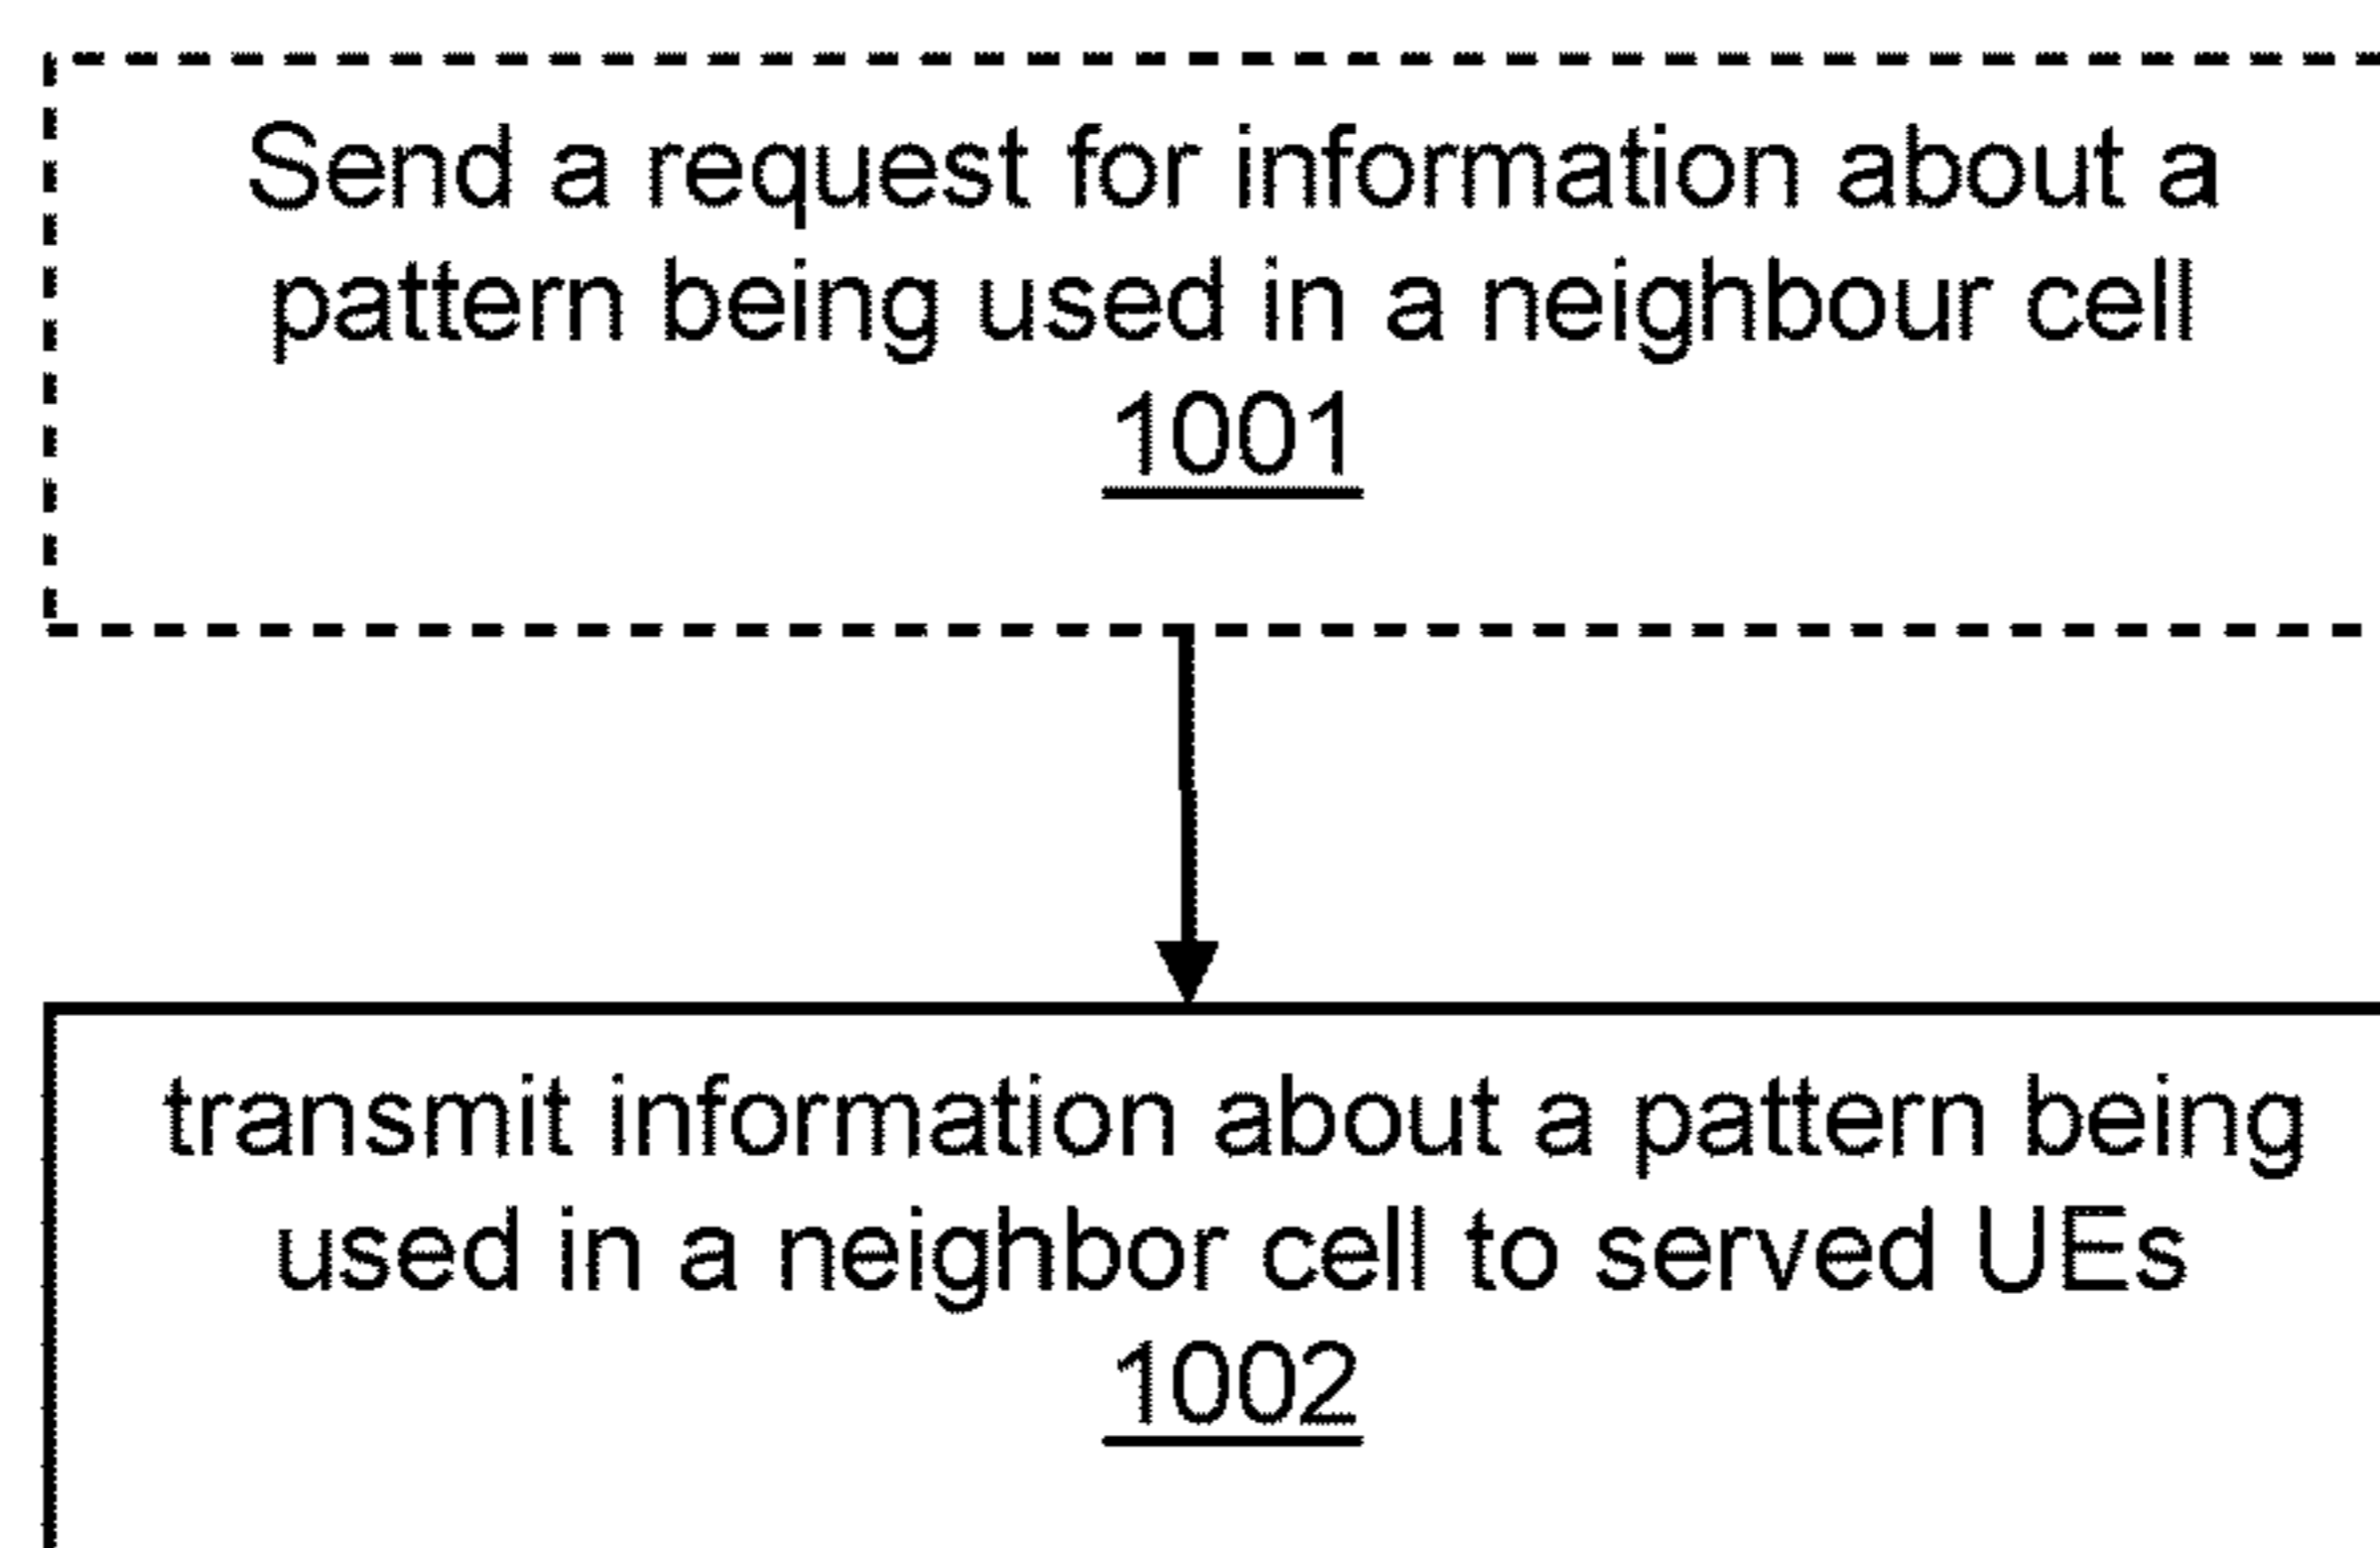 Send a request for information about a
pattern being used in a neighbour cell
1001
transmit information about a pattern being
used in a neighbor cell to served UEs
1002